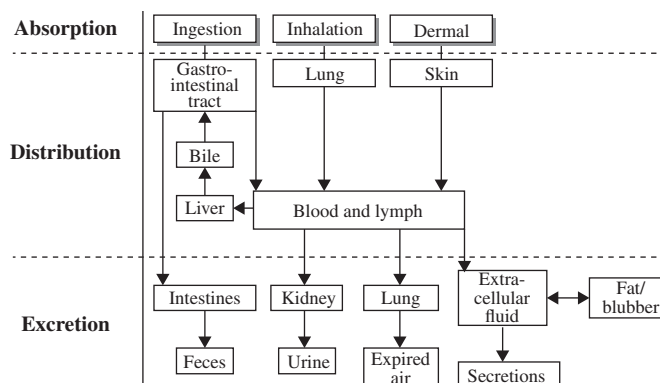 Absorption
Ingestion
Inhalation
Dermal
Gastro-
intestinal
tract
Lung
Skin
Distribution
Bile
Liver
Blood and lymph
Excretion
Intestines
Kidney
Lung
Extra-
cellular
fluid
Fat/
blubber
Feces
Urine
Expired
air
Secretions